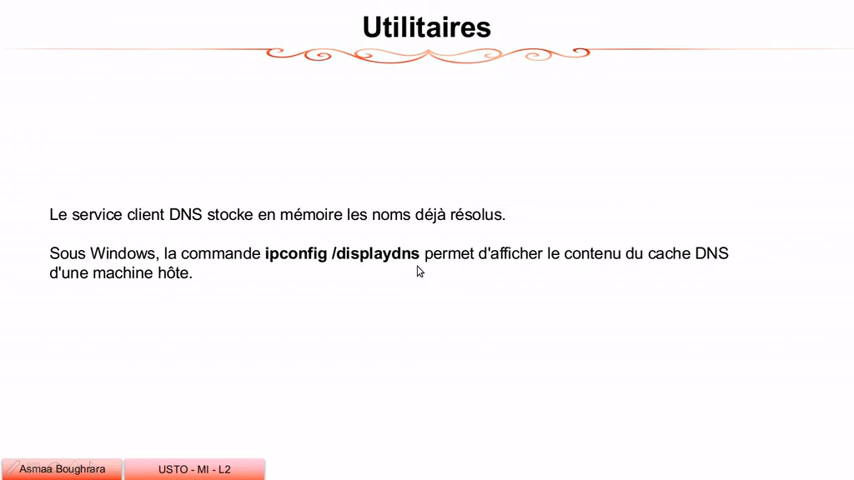 Utilitaires
Le service client DNS stocke en mémoire les noms déjà résolus.
Sous Windows, la commande ipconfig /displaydns permet d'afficher le contenu du cache DNS
d'une machine hôte.
Asmaa Boughrara
USTO - MI - L2